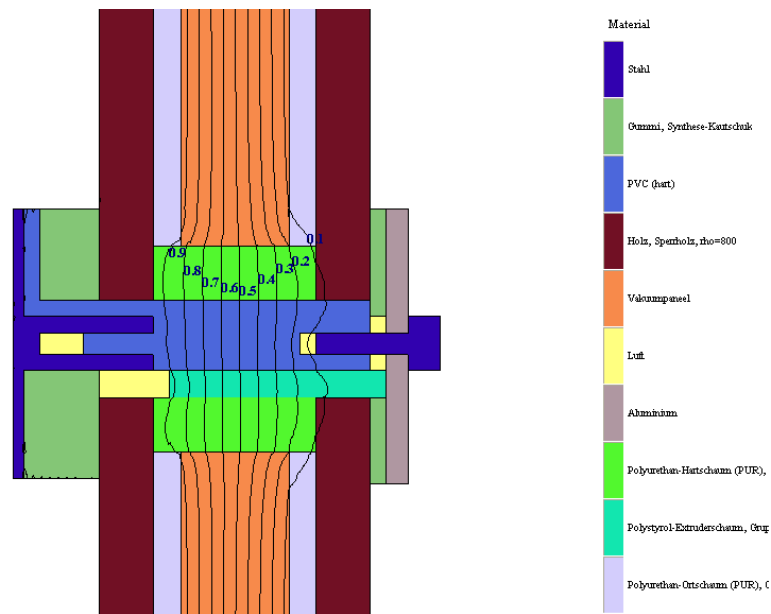 Material
Stahl
Gummi, Synthese-Kautschuk
PVC (hart)
Holz, Sperrholz, rho=800
Vakuumpaneel
Luft
Aluminium
Polyurethan-Hartschaum (PUR),
Polystyrol-Extruderschaum, Grup
Polyurethan-Ortschaum (PUR), 0
0.1
0.9
0.2
0.3
0.8
0.4
0.7
0.6
0.5